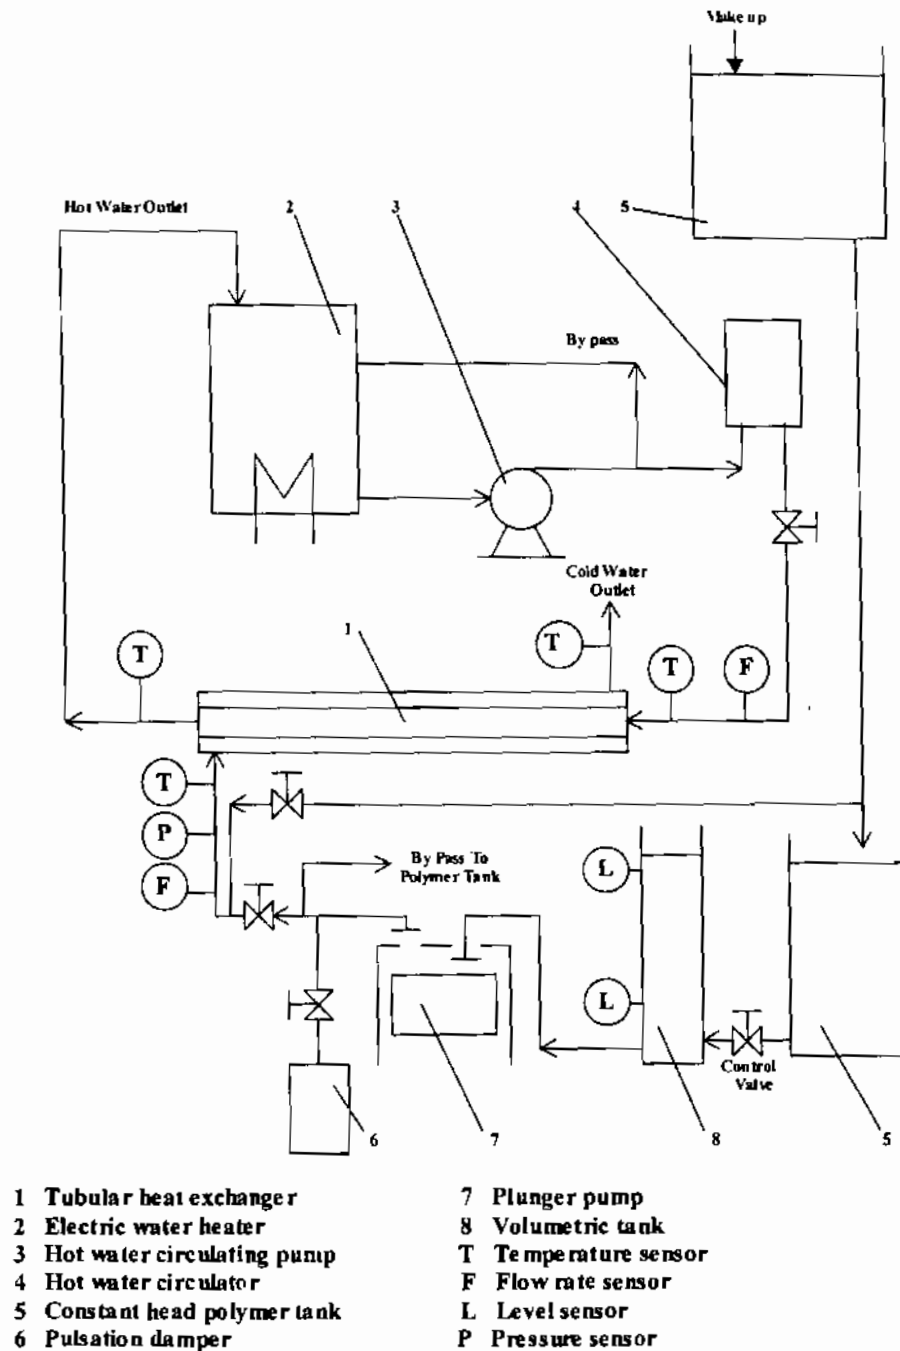 Make up
Hot Water Outlet
2
3
4
5
By pass
Cold Water
Outlet
1
T
T
T
F
T
P
F
By Pass To
Polymer Tank
L
L
Control
Valve
6
7
8
5
1 Tubular heat exchanger
2 Electric water heater
3 Hot water circulating pump
4 Hot water circulator
5 Constant head polymer tank
6 Pulsation damper
7 Plunger pump
8 Volumetric tank
T Temperature sensor
F Flow rate sensor
L Level sensor
P Pressure sensor